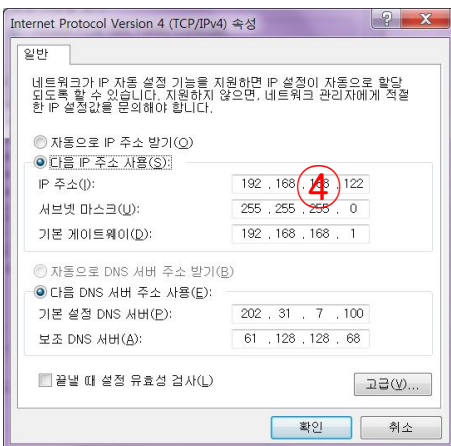 Internet Protocol Version 4 (TCP/IPv4) 속성
일반
네트워크가 IP 자동 설정 기능을 지원하면 IP 설정이 자동으로 할당
되도록 할 수 있습니다. 지원하지 않으면, 네트워크 관리자에게 적절
한 IP 설정값을 문의해야 합니다.
자동으로 IP 주소 받기(O)
다음 IP 주소 사용(S):
IP 주소(I): 192 . 168 . 168 . 122
④
서브넷 마스크(U): 255 . 255 . 255 . 0
기본 게이트웨이(D): 192 . 168 . 168 . 1
자동으로 DNS 서버 주소 받기(B)
다음 DNS 서버 주소 사용(E):
기본 설정 DNS 서버(P): 202 . 31 . 7 . 100
보조 DNS 서버(A): 61 . 128 . 128 . 68
끝낼 때 설정 유효성 검사(L)
고급(V)...
확인 취소